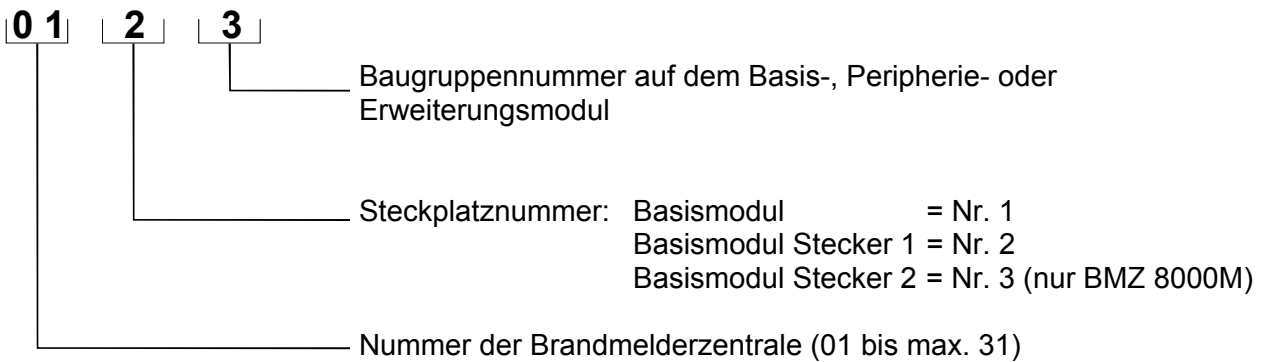 0 1 2 3
Baugruppennummer auf dem Basis-, Peripherie- oder
Erweiterungsmodul
Steckplatznummer: Basismodul = Nr. 1
Basismodul Stecker 1 = Nr. 2
Basismodul Stecker 2 = Nr. 3 (nur BMZ 8000M)
Nummer der Brandmelderzentrale (01 bis max. 31)